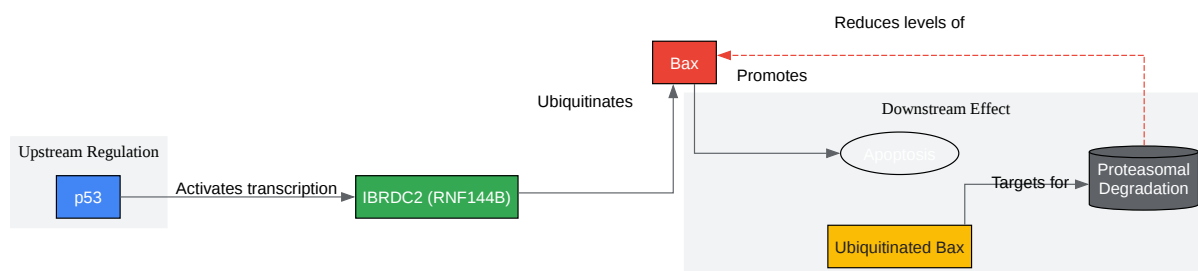 Reduces levels of
Bax
Promotes
Ubiquitinates
Downstream Effect
Upstream Regulation
Apoptosis
Proteasomal
Degradation
p53
Activates transcription
IBRDC2 (RNF144B)
Targets for
Ubiquitinated Bax